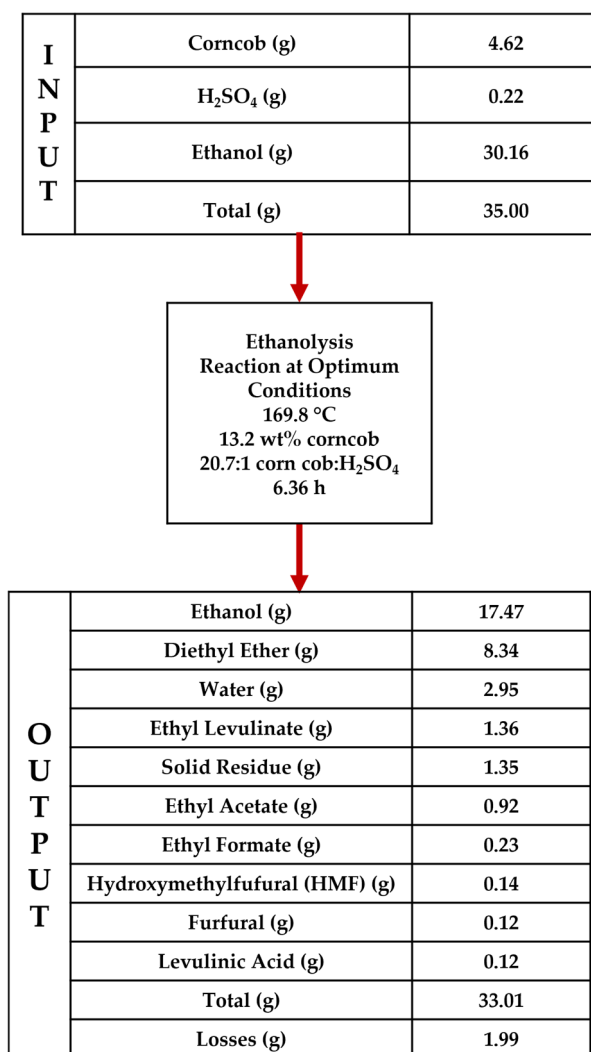 INPUT
Corncob (g) 4.62
H₂SO₄ (g) 0.22
Ethanol (g) 30.16
Total (g) 35.00
Ethanolysis
Reaction at Optimum
Conditions
169.8 °C
13.2 wt% corncob
20.7:1 corn cob:H₂SO₄
6.36 h
OUTPUT
Ethanol (g) 17.47
Diethyl Ether (g) 8.34
Water (g) 2.95
Ethyl Levulinate (g) 1.36
Solid Residue (g) 1.35
Ethyl Acetate (g) 0.92
Ethyl Formate (g) 0.23
Hydroxymethylfufural (HMF) (g) 0.14
Furfural (g) 0.12
Levulinic Acid (g) 0.12
Total (g) 33.01
Losses (g) 1.99